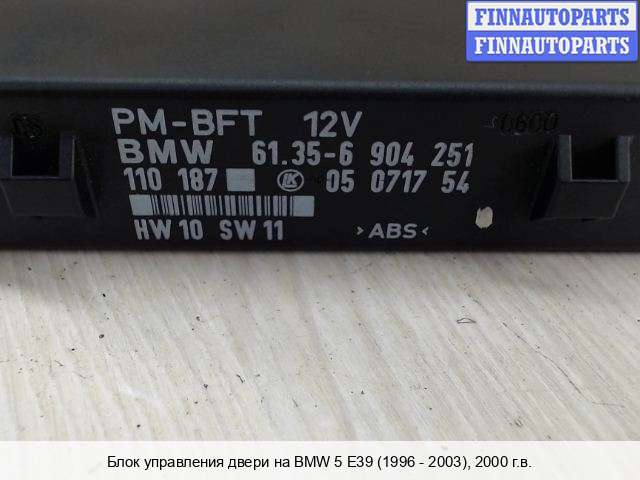 FINNAUTOPARTS
FINNAUTOPARTS
PM-BFT 12V
BMW 61.35-6 904 251
110 187 LK 05 0717 54
HW 10 SW 11 >ABS<
Блок управления двери на BMW 5 E39 (1996 - 2003), 2000 г.в.